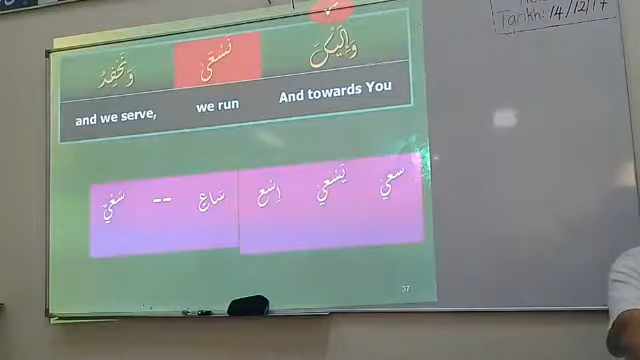 Tarikh: 14/12/17
وَإِلَيْكَ نَسْعَىٰ وَنَحْفِدُ
and we serve, we run And towards You
سَعَىٰ يَسْعَىٰ اِسْعَ سَاعٍ -- سَعْيٌ
37